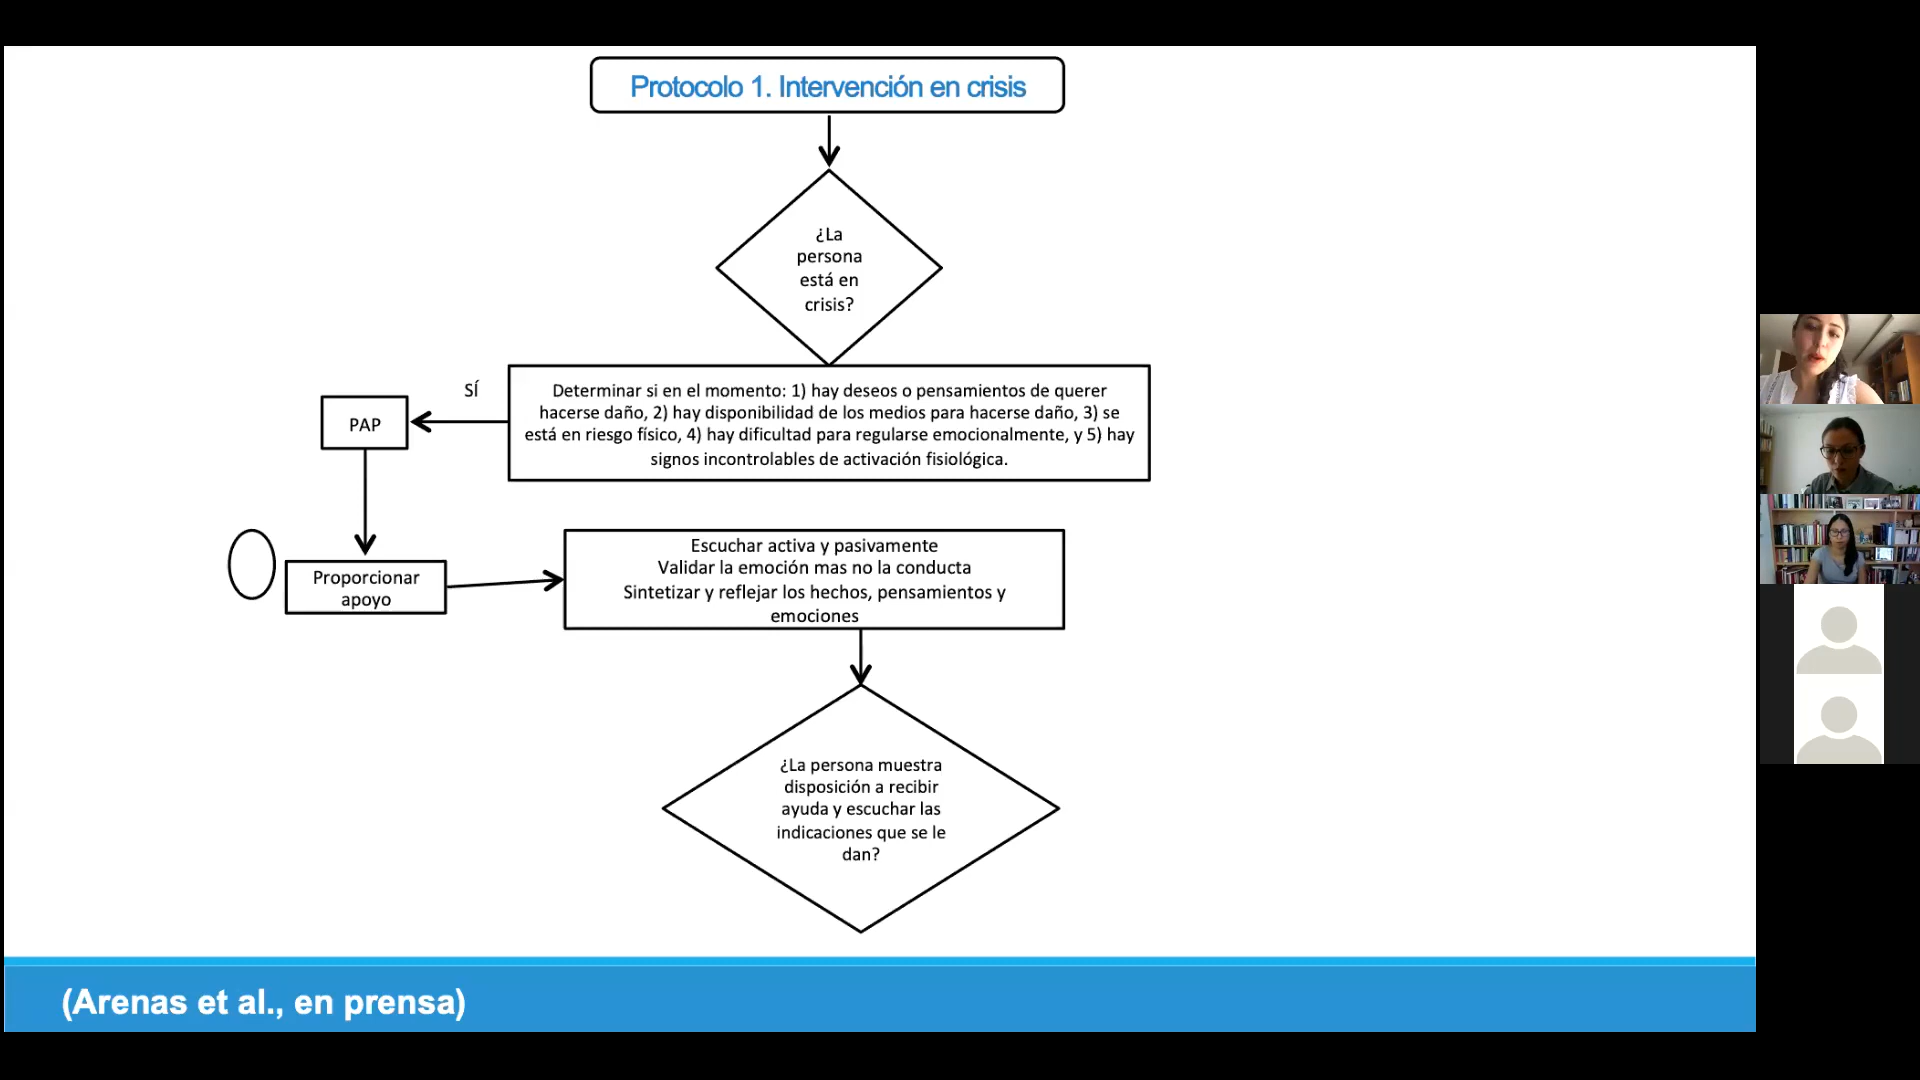 Protocolo 1. Intervención en crisis
¿La
persona
está en
crisis?
Determinar si en el momento: 1) hay deseos o pensamientos de querer
hacerse daño, 2) hay disponibilidad de los medios para hacerse daño, 3) se
está en riesgo físico, 4) hay dificultad para regularse emocionalmente, y 5) hay
signos incontrolables de activación fisiológica.
SÍ
PAP
Proporcionar
apoyo
Escuchar activa y pasivamente
Validar la emoción mas no la conducta
Sintetizar y reflejar los hechos, pensamientos y
emociones
¿La persona muestra
disposición a recibir
ayuda y escuchar las
indicaciones que se le
dan?
(Arenas et al., en prensa)